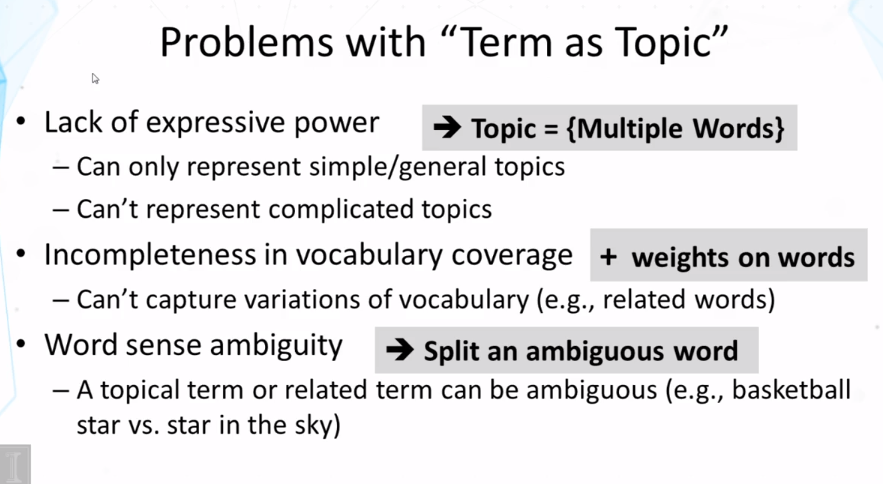 Problems with “Term as Topic”
• Lack of expressive power ➔ Topic = {Multiple Words}
– Can only represent simple/general topics
– Can’t represent complicated topics
• Incompleteness in vocabulary coverage + weights on words
– Can’t capture variations of vocabulary (e.g., related words)
• Word sense ambiguity ➔ Split an ambiguous word
– A topical term or related term can be ambiguous (e.g., basketball
star vs. star in the sky)
I